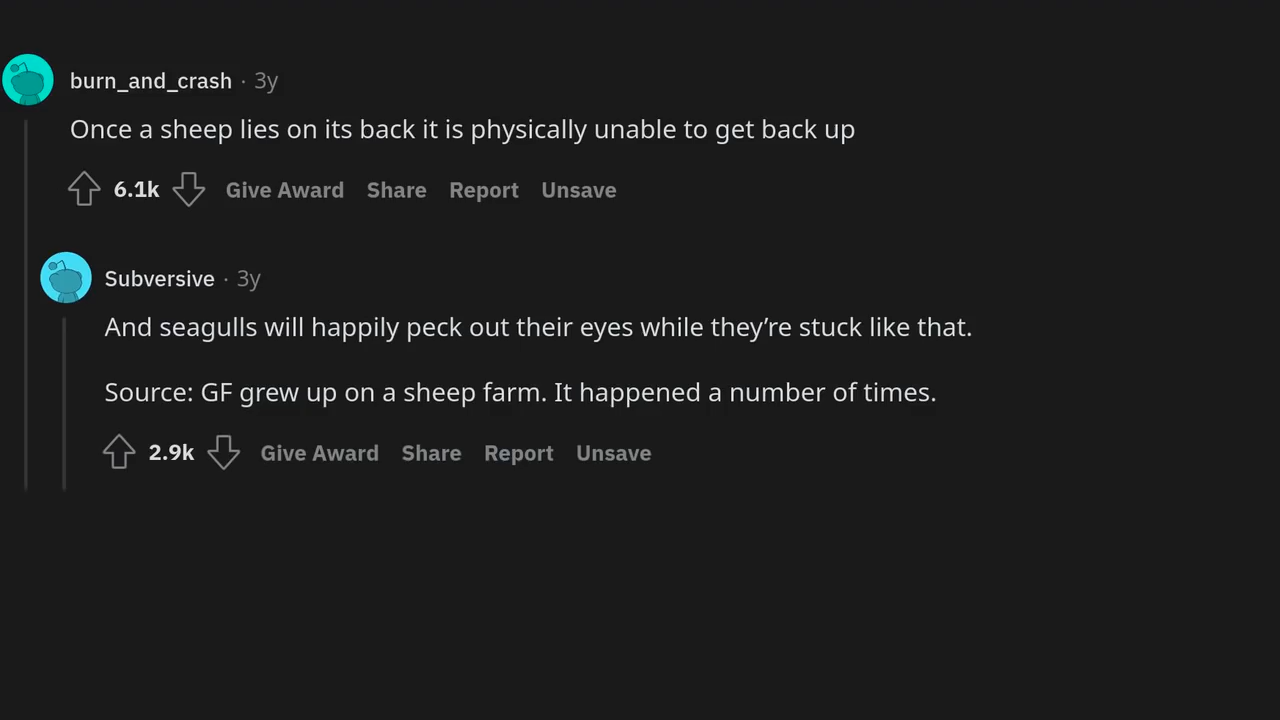 burn_and_crash · 3y
Once a sheep lies on its back it is physically unable to get back up
6.1k Give Award Share Report Unsave
Subversive · 3y
And seagulls will happily peck out their eyes while they’re stuck like that.
Source: GF grew up on a sheep farm. It happened a number of times.
2.9k Give Award Share Report Unsave